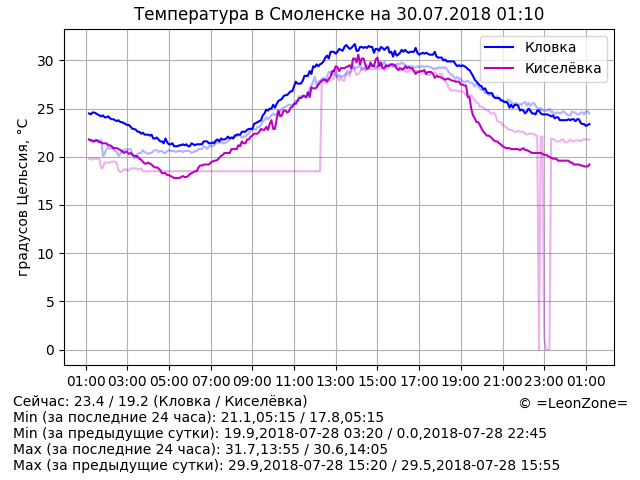 Температура в Смоленске на 30.07.2018 01:10
Кловка
Киселёвка
градусов Цельсия, °C
30
25
20
15
10
5
0
01:00 03:00 05:00 07:00 09:00 11:00 13:00 15:00 17:00 19:00 21:00 23:00 01:00
Сейчас: 23.4 / 19.2 (Кловка / Киселёвка)
© =LeonZone=
Min (за последние 24 часа): 21.1,05:15 / 17.8,05:15
Min (за предыдущие сутки): 19.9,2018-07-28 03:20 / 0.0,2018-07-28 22:45
Max (за последние 24 часа): 31.7,13:55 / 30.6,14:05
Max (за предыдущие сутки): 29.9,2018-07-28 15:20 / 29.5,2018-07-28 15:55